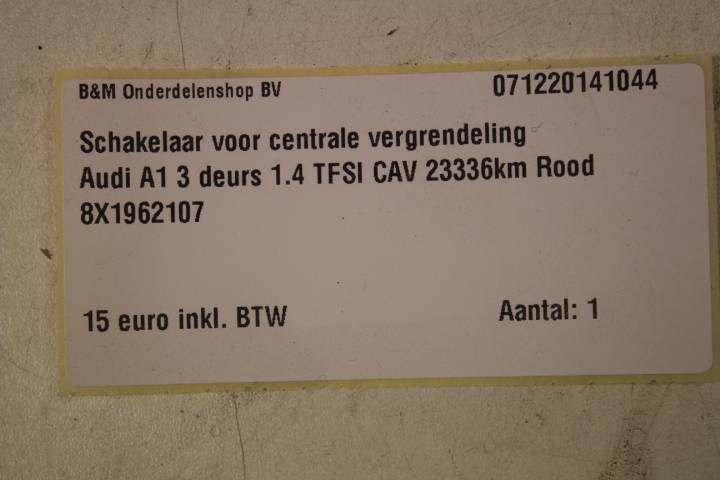 B&M Onderdelenshop BV 071220141044
Schakelaar voor centrale vergrendeling
Audi A1 3 deurs 1.4 TFSI CAV 23336km Rood
8X1962107
15 euro inkl. BTW Aantal: 1